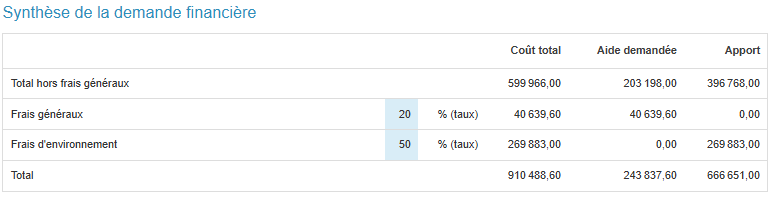 Synthèse de la demande financière
Coût total Aide demandée Apport
Total hors frais généraux 599 966,00 203 198,00 396 768,00
Frais généraux 20 % (taux) 40 639,60 40 639,60 0,00
Frais d'environnement 50 % (taux) 269 883,00 0,00 269 883,00
Total 910 488,60 243 837,60 666 651,00